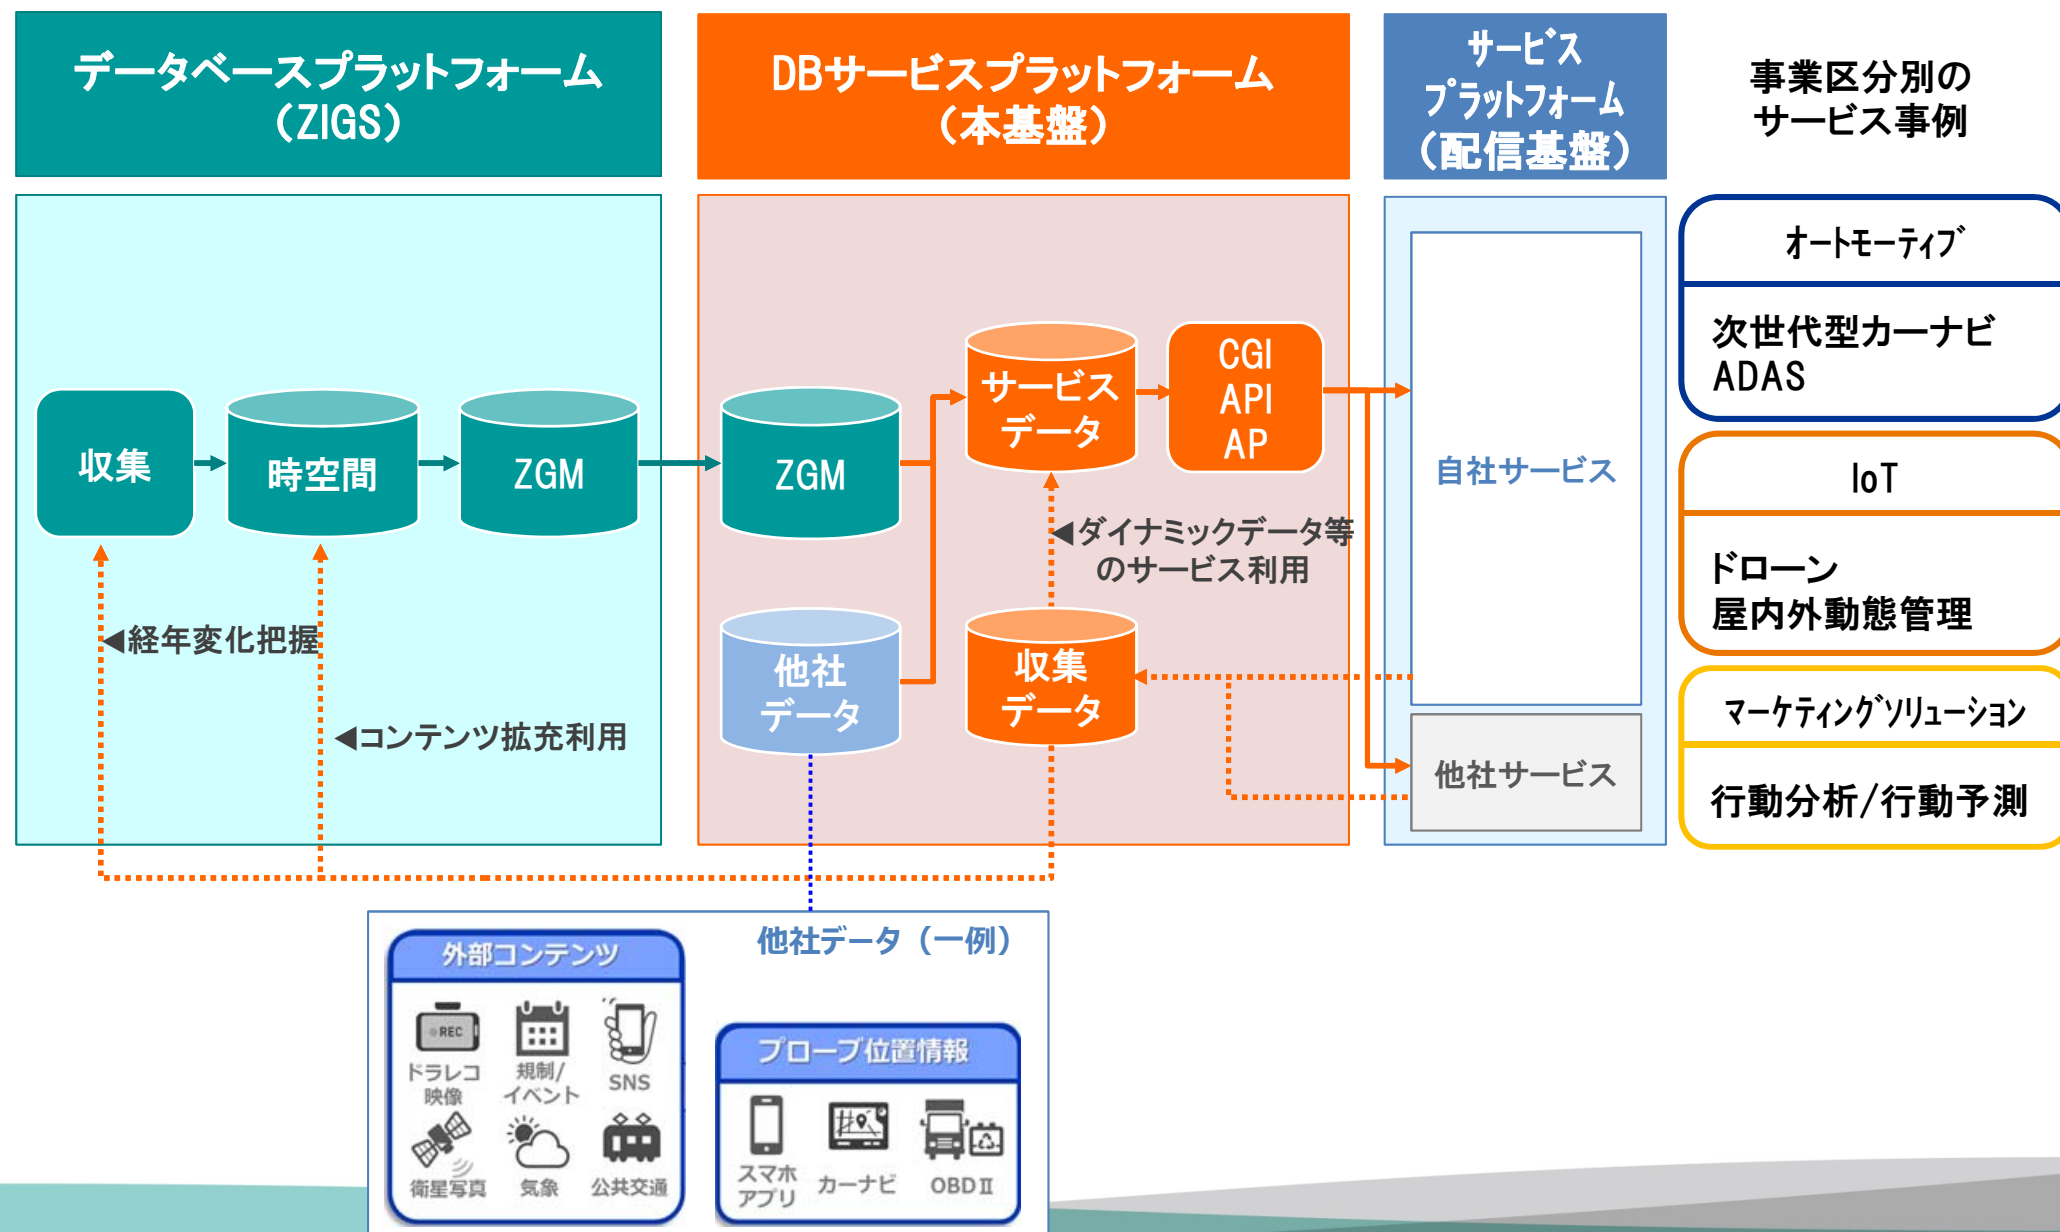 データベースプラットフォーム
（ZIGS）
DBサービスプラットフォーム
（本基盤）
サービス
プラットフォーム
（配信基盤）
事業区分別の
サービス事例
収集
時空間
ZGM
ZGM
サービス
データ
CGI
API
AP
◀ダイナミックデータ等
のサービス利用
◀経年変化把握
◀コンテンツ拡充利用
他社
データ
収集
データ
自社サービス
他社サービス
オートモーティブ
次世代型カーナビ
ADAS
IoT
ドローン
屋内外動態管理
マーケティングソリューション
行動分析/行動予測
他社データ（一例）
外部コンテンツ
REC
ドラレコ
映像
規制/
イベント
SNS
衛星写真
気象
公共交通
プローブ位置情報
スマホ
アプリ
カーナビ
OBDⅡ